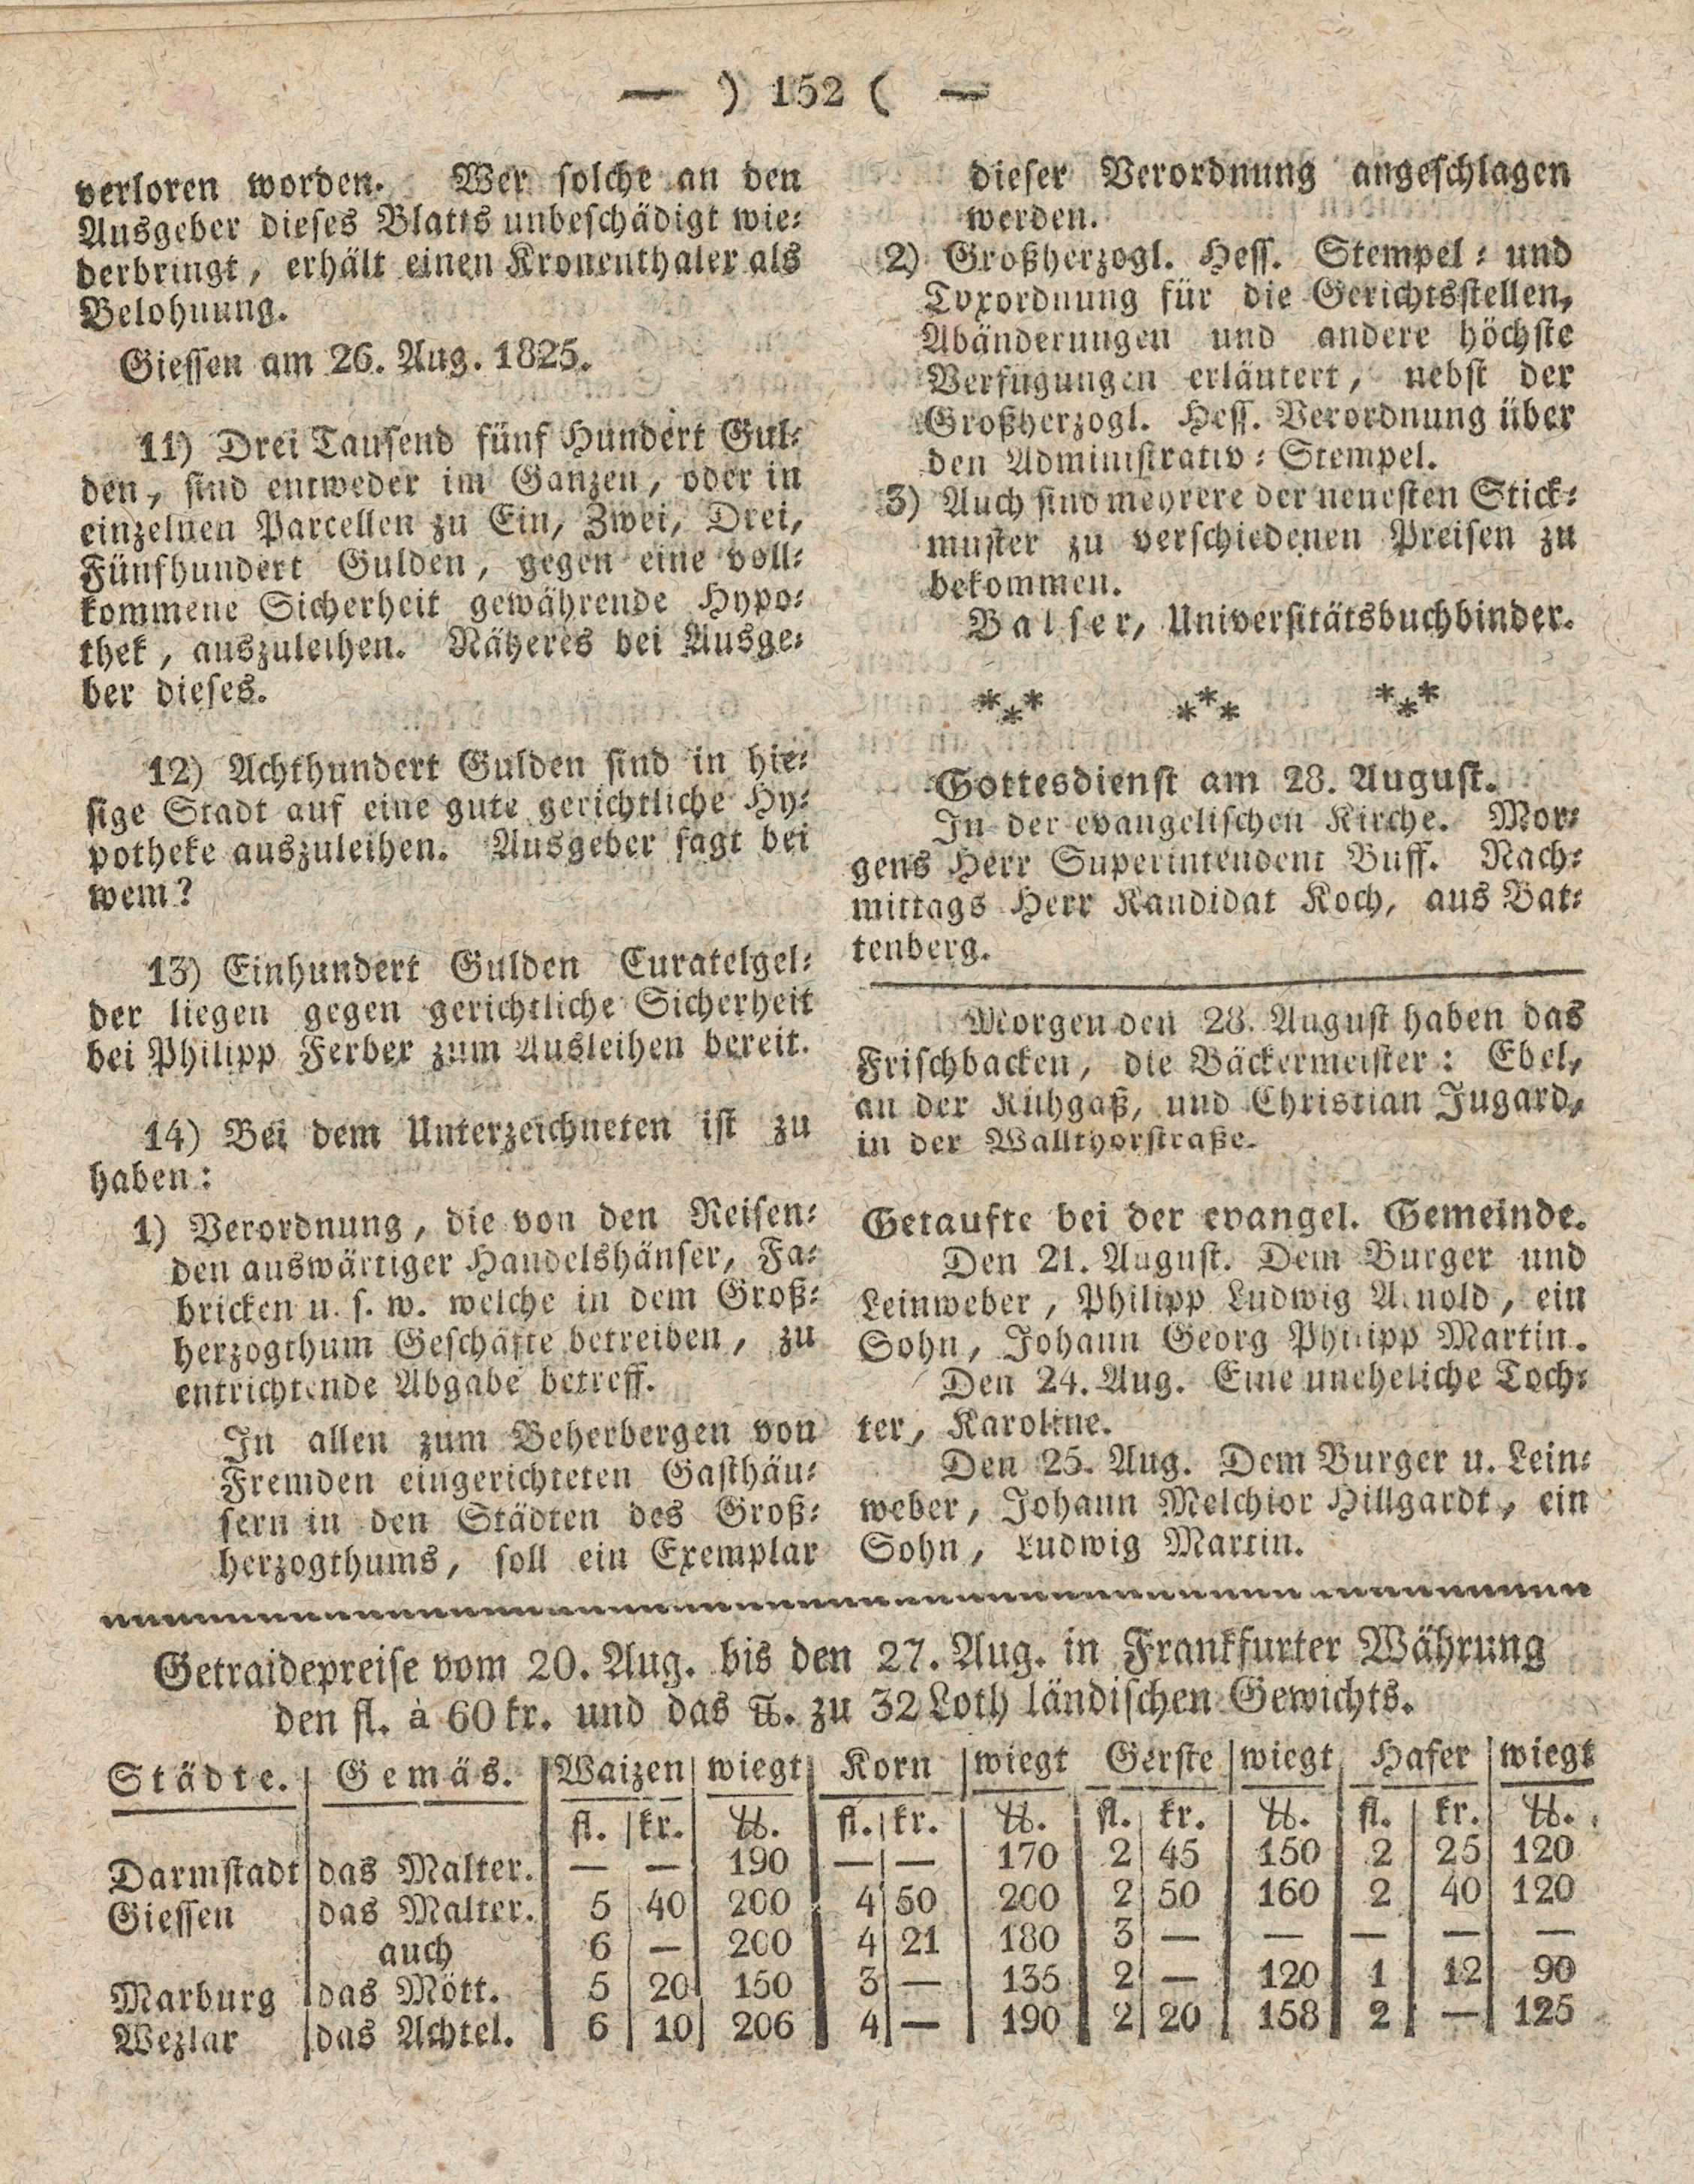 — ) 152 ( —
verloren worden. Wer solche an den
Ausgeber dieses Blatts unbeschädigt wie⸗
derbringt, erhält einen Kronenthaler als
Belohnung.
Giessen am 26. Aug. 1825.
11) Drei Tausend fünf Hundert Gul⸗
den, sind entweder im Ganzen, oder in
einzelnen Parcellen zu Ein, Zwei, Drei,
Fünfhundert Gulden, gegen eine voll⸗
kommene Sicherheit gewährende Hypo⸗
thek, auszuleihen. Näheres bei Ausge⸗
ber dieses.
12) Achthundert Gulden sind in hie⸗
sige Stadt auf eine gute gerichtliche Hy⸗
potheke auszuleihen. Ausgeber sagt bei
wem?
13) Einhundert Gulden Curatelgel⸗
der liegen gegen gerichtliche Sicherheit
bei Philipp Ferber zum Ausleihen bereit.
14) Bei dem Unterzeichneten ist zu
haben:
1) Verordnung, die von den Reisen⸗
den auswärtiger Handelshänser, Fa⸗
bricken u. s. w. welche in dem Groß⸗
herzogthum Geschäfte betreiben, zu
entrichtende Abgabe betreff.
In allen zum Beherbergen von
Fremden eingerichteten Gasthäu⸗
sern in den Städten des Groß⸗
herzogthums, soll ein Exemplar
dieser Verordnung angeschlagen
werden.
2) Großherzogl. Hess. Stempel⸗ und
Toxordnung für die Gerichtsstellen,
Abänderungen und andere höchste
Verfügungen erläutert, nebst der
Großherzogl. Hess. Verordnung über
den Administrativ⸗Stempel.
3) Auch sind mehrere der neuesten Stick⸗
muster zu verschiedenen Preisen zu
bekommen.
Balser, Universitätsbuchbinder.
*** *** ***
Gottesdienst am 28. August.
In der evangelischen Kirche. Mor⸗
gens Herr Superintendent Buff. Nach⸗
mittags Herr Kandidat Koch, aus Bat⸗
tenberg.
Morgen den 28. August haben das
Frischbacken, die Bäckermeister: Ebel,
an der Kühgaß, und Christian Jugard,
in der Wallthorstraße.
Getaufte bei der evangel. Gemeinde.
Den 21. August. Dem Burger und
Leinweber, Philipp Ludwig Arnold, ein
Sohn, Johann Georg Philipp Martin.
Den 24. Aug. Eine uneheliche Toch⸗
ter, Karoline.
Den 25. Aug. Dem Burger u. Lein⸗
weber, Johann Melchior Hillgardt, ein
Sohn, Ludwig Martin.
Getraidepreise vom 20. Aug. bis den 27. Aug. in Frankfurter Währung
den fl. à 60 kr. und das ℔. zu 32 Loth ländischen Gewichts.
Städte. Gemäs. Waizen wiegt Korn wiegt Gerste wiegt Hafer wiegt
fl. kr. ℔. fl. kr. ℔. fl. kr. ℔. fl. kr. ℔.
Darmstadt das Malter. — — 190 — — 170 2 45 150 2 25 120
Giessen das Malter. 5 40 200 4 50 200 2 50 160 2 40 120
auch 6 — 200 4 21 180 3 — — — — —
Marburg das Mött. 5 20 150 3 — 135 2 — 120 1 12 90
Wezlar das Achtel. 6 10 206 4 — 190 2 20 158 2 — 125